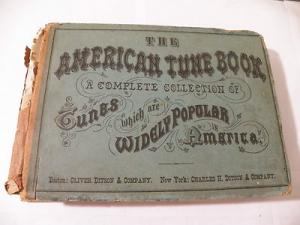 THE
AMERICAN TUNE BOOK,
A COMPLETE COLLECTION OF
Tunes which are WIDELY POPULAR in America.
Boston: OLIVER DITSON & COMPANY. New York: CHARLES H. DITSON & COMPANY.